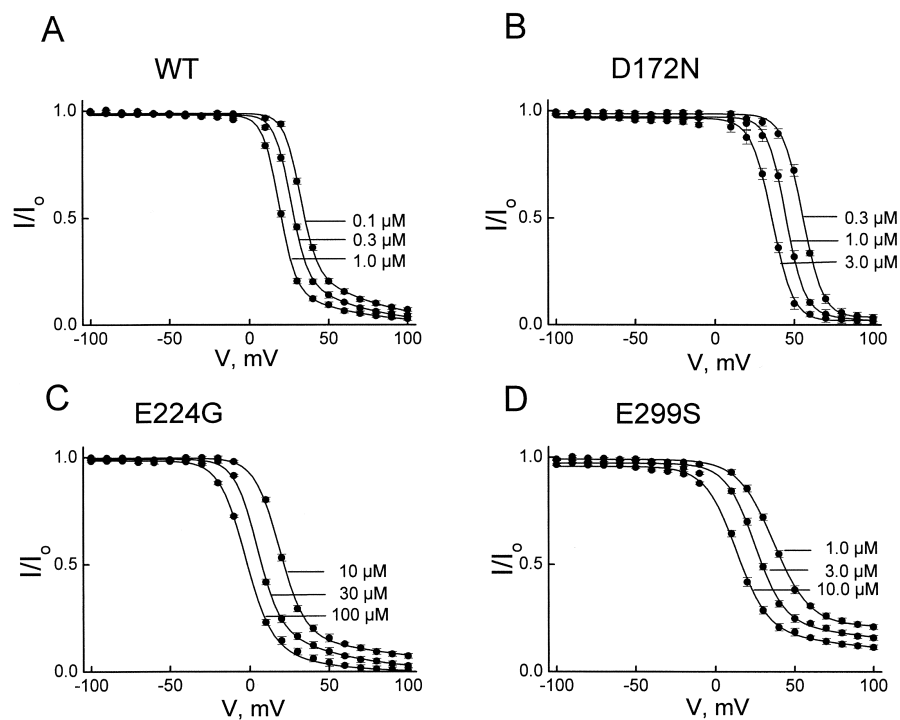 A
WT
1.0
0.5
0.0
I/Io
-100
-50
0
50
100
V, mV
0.1 µM
0.3 µM
1.0 µM
B
D172N
1.0
0.5
0.0
I/Io
-100
-50
0
50
100
V, mV
0.3 µM
1.0 µM
3.0 µM
C
E224G
1.0
0.5
0.0
I/Io
-100
-50
0
50
100
V, mV
10 µM
30 µM
100 µM
D
E299S
1.0
0.5
0.0
I/Io
-100
-50
0
50
100
V, mV
1.0 µM
3.0 µM
10.0 µM